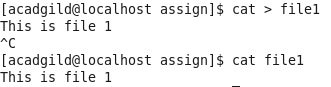 [acadgild@localhost assign]$ cat > file1
This is file 1
^C
[acadgild@localhost assign]$ cat file1
This is file 1